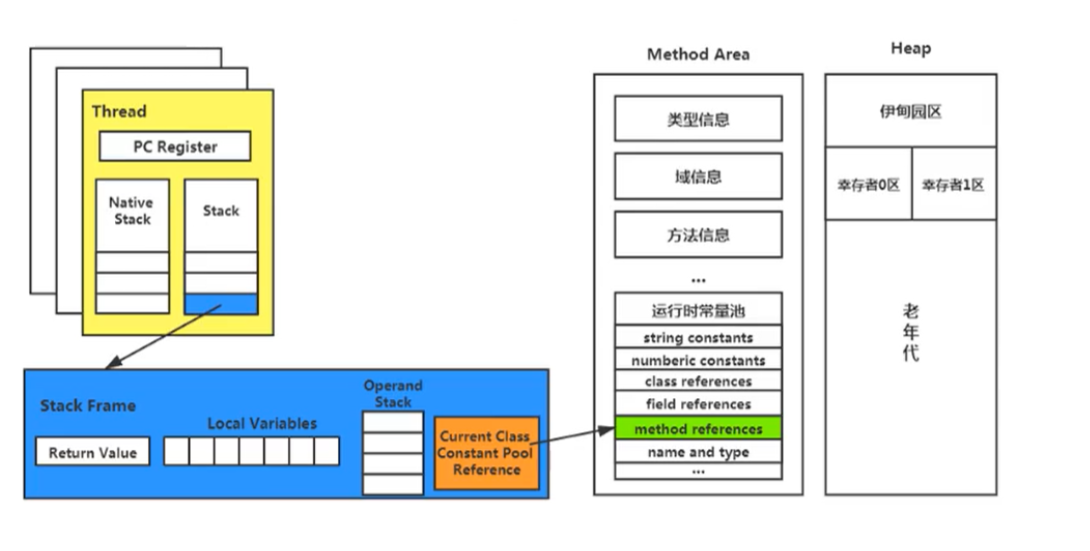 Thread
PC Register
Native
Stack
Stack
Stack Frame
Return Value
Local Variables
Operand
Stack
Current Class
Constant Pool
Reference
Method Area
类型信息
域信息
方法信息
...
运行时常量池
string constants
numberic constants
class references
field references
method references
name and type
...
Heap
伊甸园区
幸存者0区
幸存者1区
老
年
代